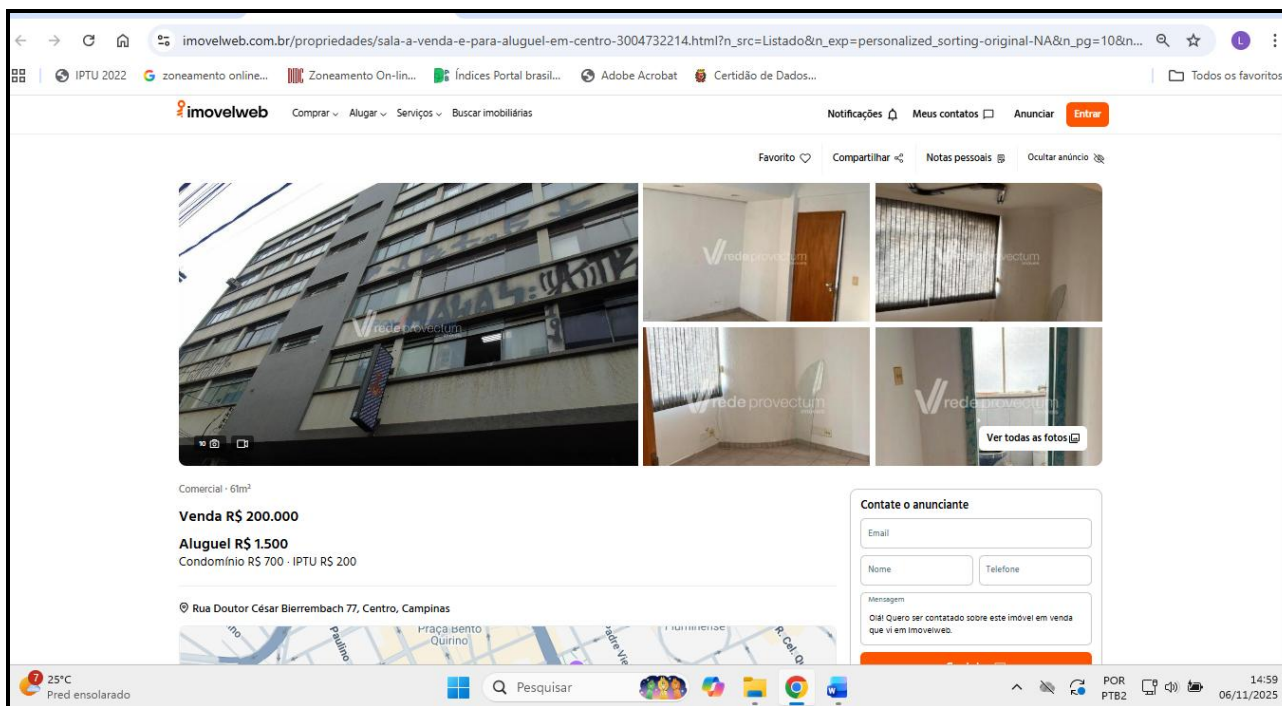 imovelweb.com.br/propriedades/sala-a-venda-e-para-aluguel-em-centro-3004732214.html?n_src=Listado&n_exp=personalized_sorting-original-NA&n_pg=10&n...
L
IPTU 2022
zoneamento online...
Zoneamento On-lin...
Índices Portal brasil...
Adobe Acrobat
Certidão de Dados...
Todos os favoritos
imovelweb
Comprar
Alugar
Serviços
Buscar imobiliárias
Notificações
Meus contatos
Anunciar
Entrar
Favorito
Compartilhar
Notas pessoais
Ocultar anúncio
rede provectum
rede provectum
rede provectum
rede provectum
10
Ver todas as fotos
Comercial · 61m²
Venda R$ 200.000
Aluguel R$ 1.500
Condomínio R$ 700 · IPTU R$ 200
Rua Doutor César Bierrembach 77, Centro, Campinas
Paulino
Praça Bento
Quirino
Padre Vie
Fluminense
R. Cel. Q
Contate o anunciante
Email
Nome
Telefone
Mensagem
Olá! Quero ser contatado sobre este imóvel em venda
que vi em Imovelweb.
7
25°C
Pred ensolarado
Pesquisar
POR
PTB2
14:59
06/11/2025